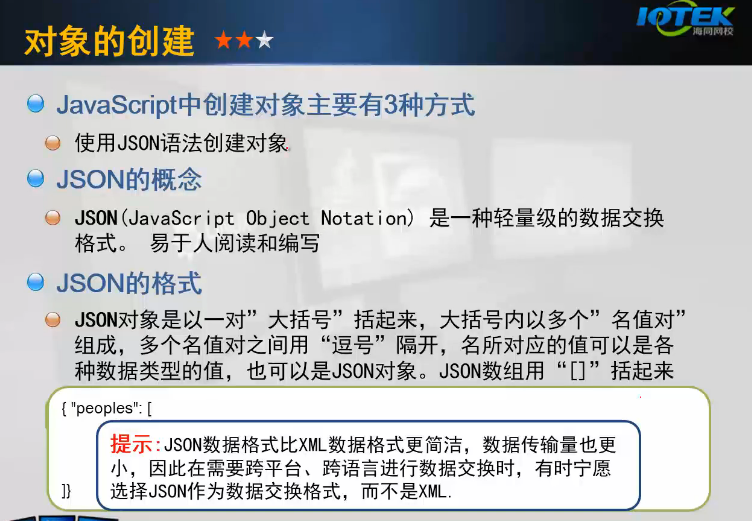 对象的创建
IOTEK
海同网校
JavaScript中创建对象主要有3种方式
使用JSON语法创建对象
JSON的概念
JSON(JavaScript Object Notation) 是一种轻量级的数据交换
格式。 易于人阅读和编写
JSON的格式
JSON对象是以一对”大括号”括起来，大括号内以多个”名值对”
组成，多个名值对之间用“逗号”隔开，名所对应的值可以是各
种数据类型的值，也可以是JSON对象。JSON数组用“[]”括起来
{ "peoples": [
提示:JSON数据格式比XML数据格式更简洁，数据传输量也更
小，因此在需要跨平台、跨语言进行数据交换时，有时宁愿
选择JSON作为数据交换格式，而不是XML.
]}